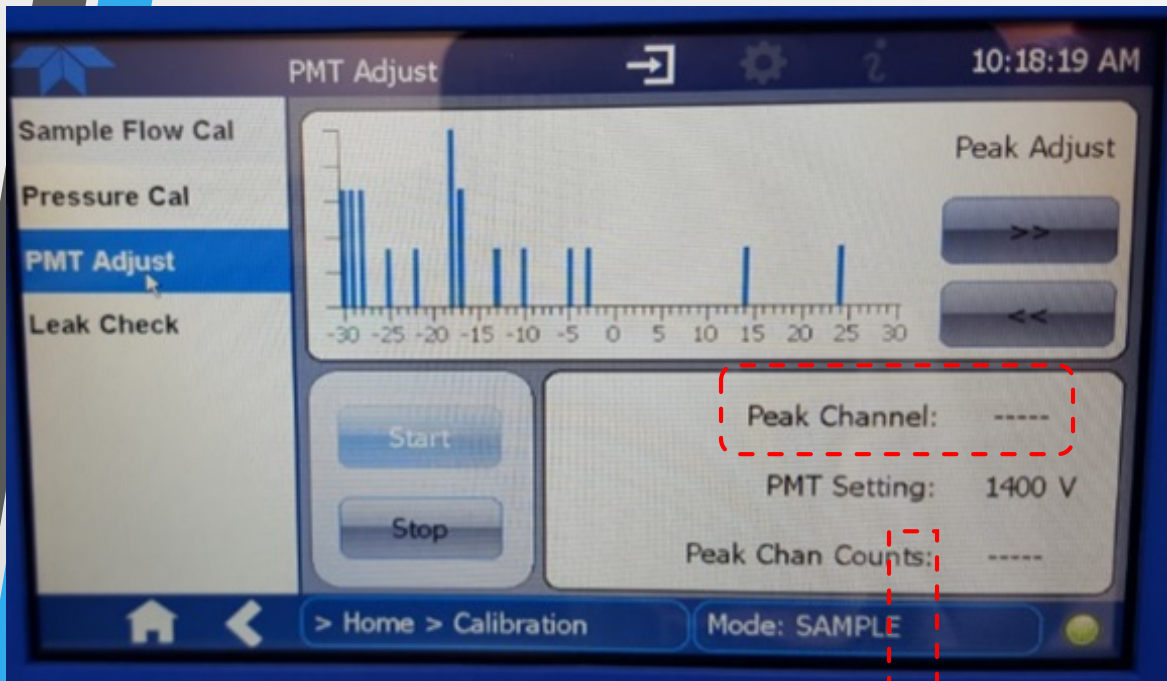 PMT Adjust
10:18:19 AM
Sample Flow Cal
Pressure Cal
PMT Adjust
Leak Check
Peak Adjust
>>
<<
-30 -25 -20 -15 -10 -5 0 5 10 15 20 25 30
Start
Stop
Peak Channel: -----
PMT Setting: 1400 V
Peak Chan Counts: -----
> Home > Calibration
Mode: SAMPLE